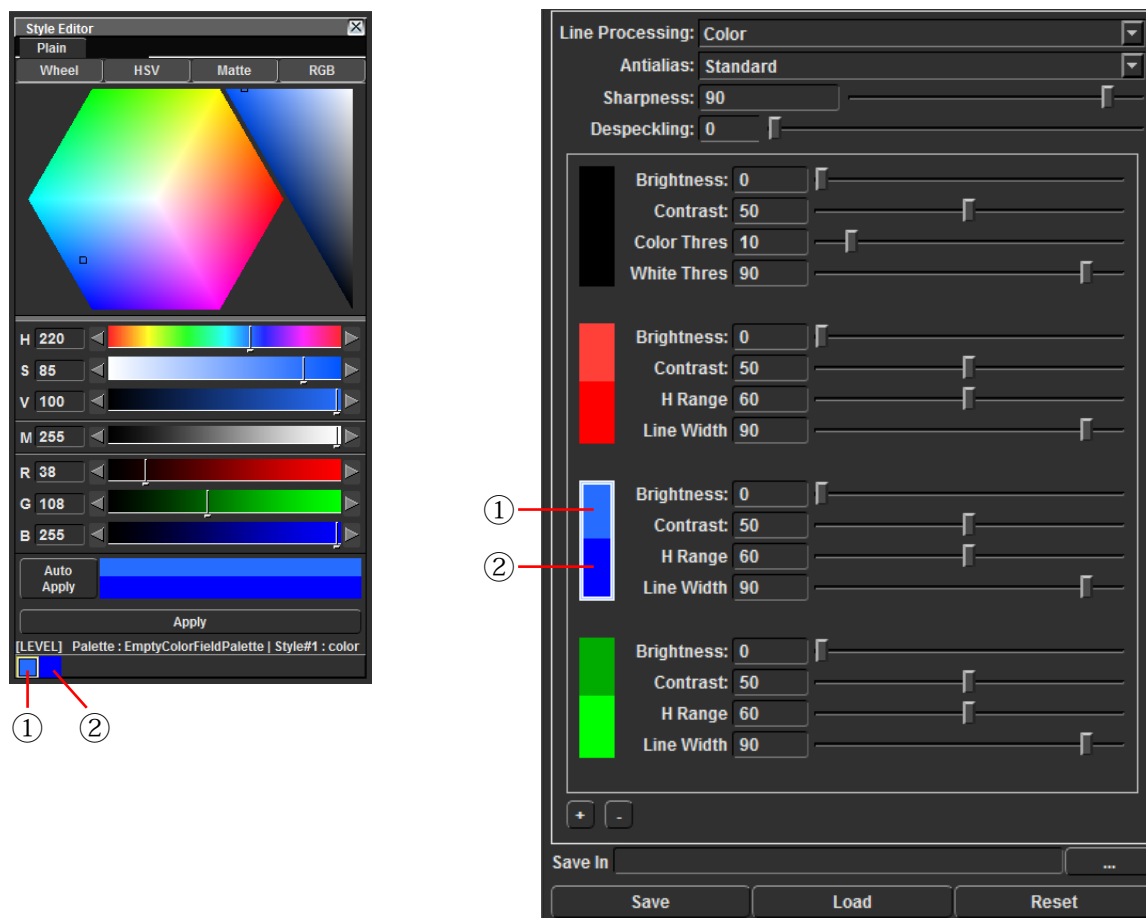 Style Editor
Plain
Wheel HSV Matte RGB
H 220
S 85
V 100
M 255
R 38
G 108
B 255
Auto Apply
Apply
[LEVEL] Palette : EmptyColorFieldPalette | Style#1 : color
① ②
Line Processing: Color
Antialias: Standard
Sharpness: 90
Despeckling: 0
Brightness: 0
Contrast: 50
Color Thres 10
White Thres 90
Brightness: 0
Contrast: 50
H Range 60
Line Width 90
① Brightness: 0
Contrast: 50
② H Range 60
Line Width 90
Brightness: 0
Contrast: 50
H Range 60
Line Width 90
+ -
Save In ...
Save Load Reset